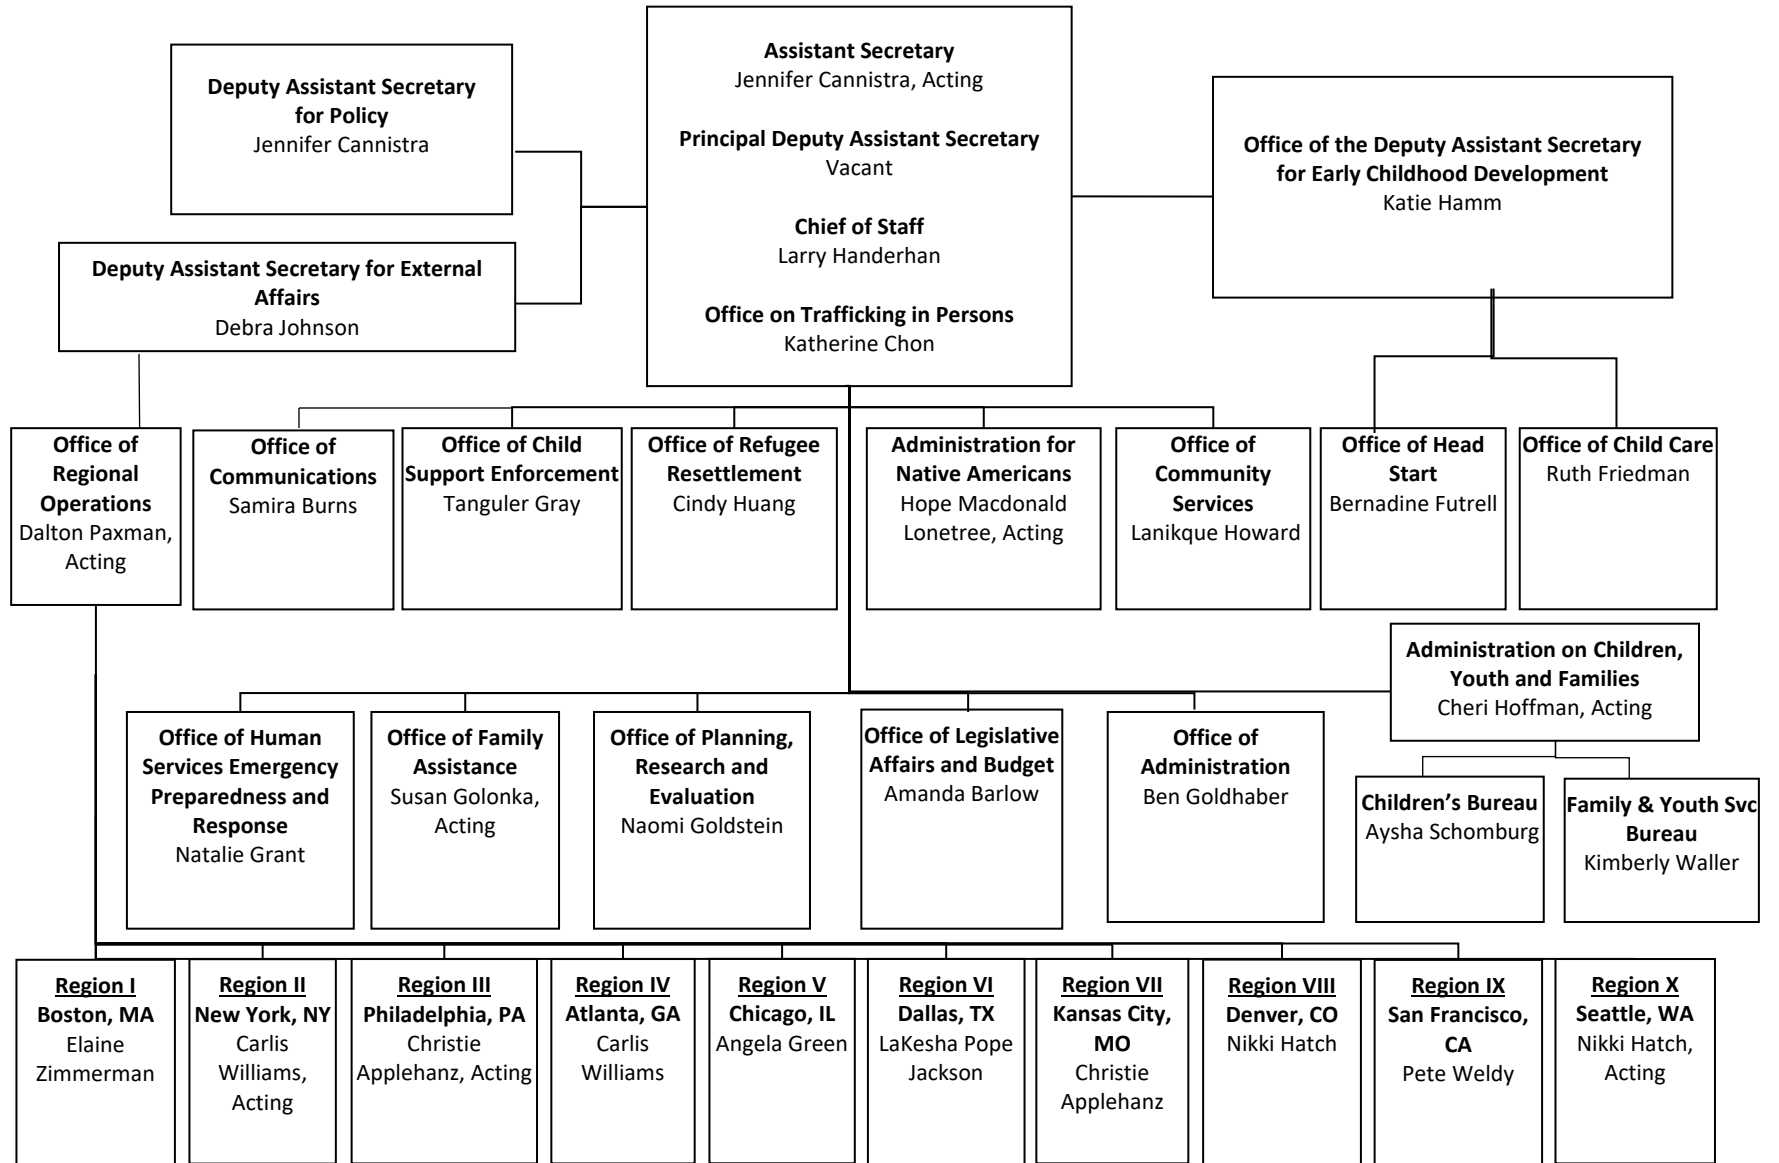 Assistant Secretary
Jennifer Cannistra, Acting
Principal Deputy Assistant Secretary
Vacant
Chief of Staff
Larry Handerhan
Office on Trafficking in Persons
Katherine Chon
Deputy Assistant Secretary
for Policy
Jennifer Cannistra
Deputy Assistant Secretary for External
Affairs
Debra Johnson
Office of the Deputy Assistant Secretary
for Early Childhood Development
Katie Hamm
Office of
Regional
Operations
Dalton Paxman,
Acting
Office of
Communications
Samira Burns
Office of Child
Support Enforcement
Tanguler Gray
Office of Refugee
Resettlement
Cindy Huang
Administration for
Native Americans
Hope Macdonald
Lonetree, Acting
Office of
Community
Services
Lanikque Howard
Office of Head
Start
Bernadine Futrell
Office of Child Care
Ruth Friedman
Administration on Children,
Youth and Families
Cheri Hoffman, Acting
Office of Human
Services Emergency
Preparedness and
Response
Natalie Grant
Office of Family
Assistance
Susan Golonka,
Acting
Office of Planning,
Research and
Evaluation
Naomi Goldstein
Office of Legislative
Affairs and Budget
Amanda Barlow
Office of
Administration
Ben Goldhaber
Children’s Bureau
Aysha Schomburg
Family & Youth Svc
Bureau
Kimberly Waller
Region I
Boston, MA
Elaine
Zimmerman
Region II
New York, NY
Carlis
Williams,
Acting
Region III
Philadelphia, PA
Christie
Applehanz, Acting
Region IV
Atlanta, GA
Carlis
Williams
Region V
Chicago, IL
Angela Green
Region VI
Dallas, TX
LaKesha Pope
Jackson
Region VII
Kansas City,
MO
Christie
Applehanz
Region VIII
Denver, CO
Nikki Hatch
Region IX
San Francisco,
CA
Pete Weldy
Region X
Seattle, WA
Nikki Hatch,
Acting